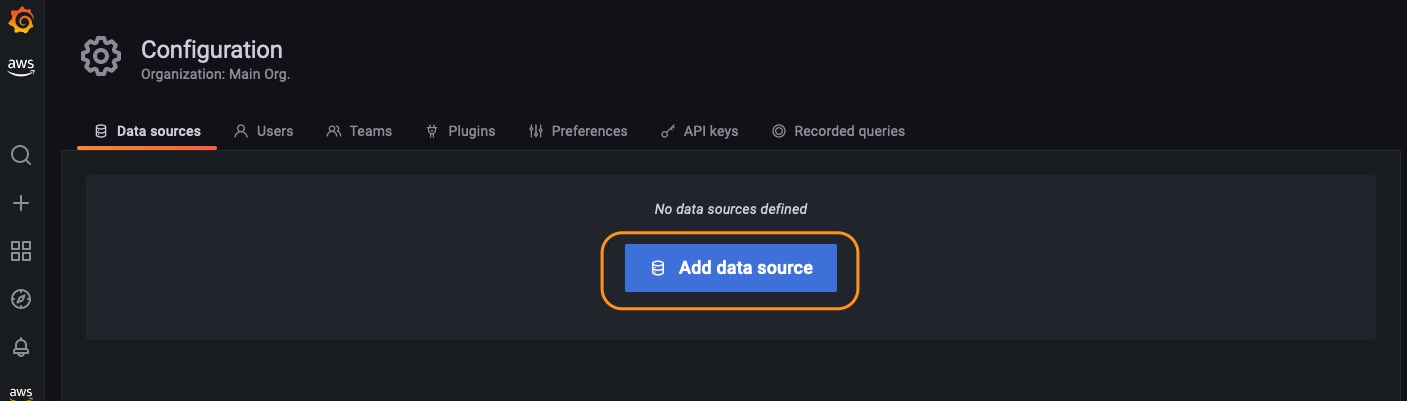 aws
Configuration
Organization: Main Org.
Data sources Users Teams Plugins Preferences API keys Recorded queries
No data sources defined
Add data source
aws